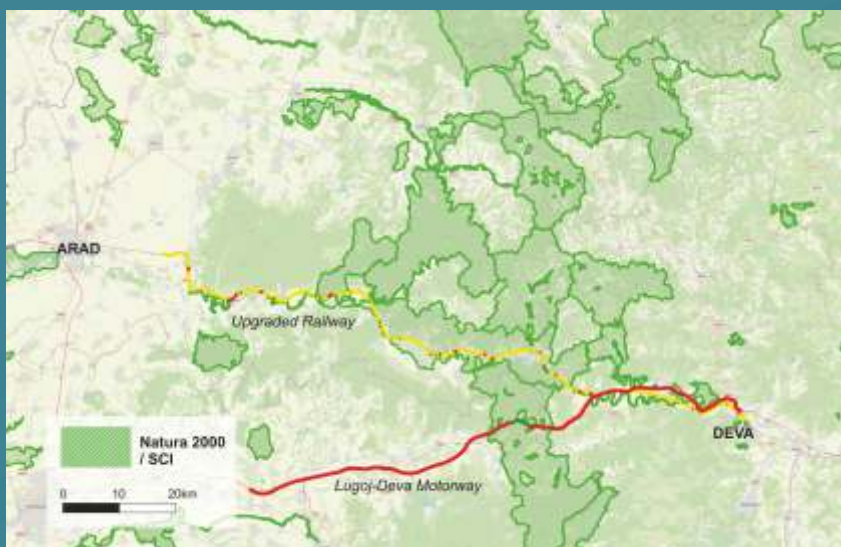 ARAD
Upgraded Railway
DEVA
Natura 2000
/ SCI
0 10 20km
Lugoj-Deva Motorway